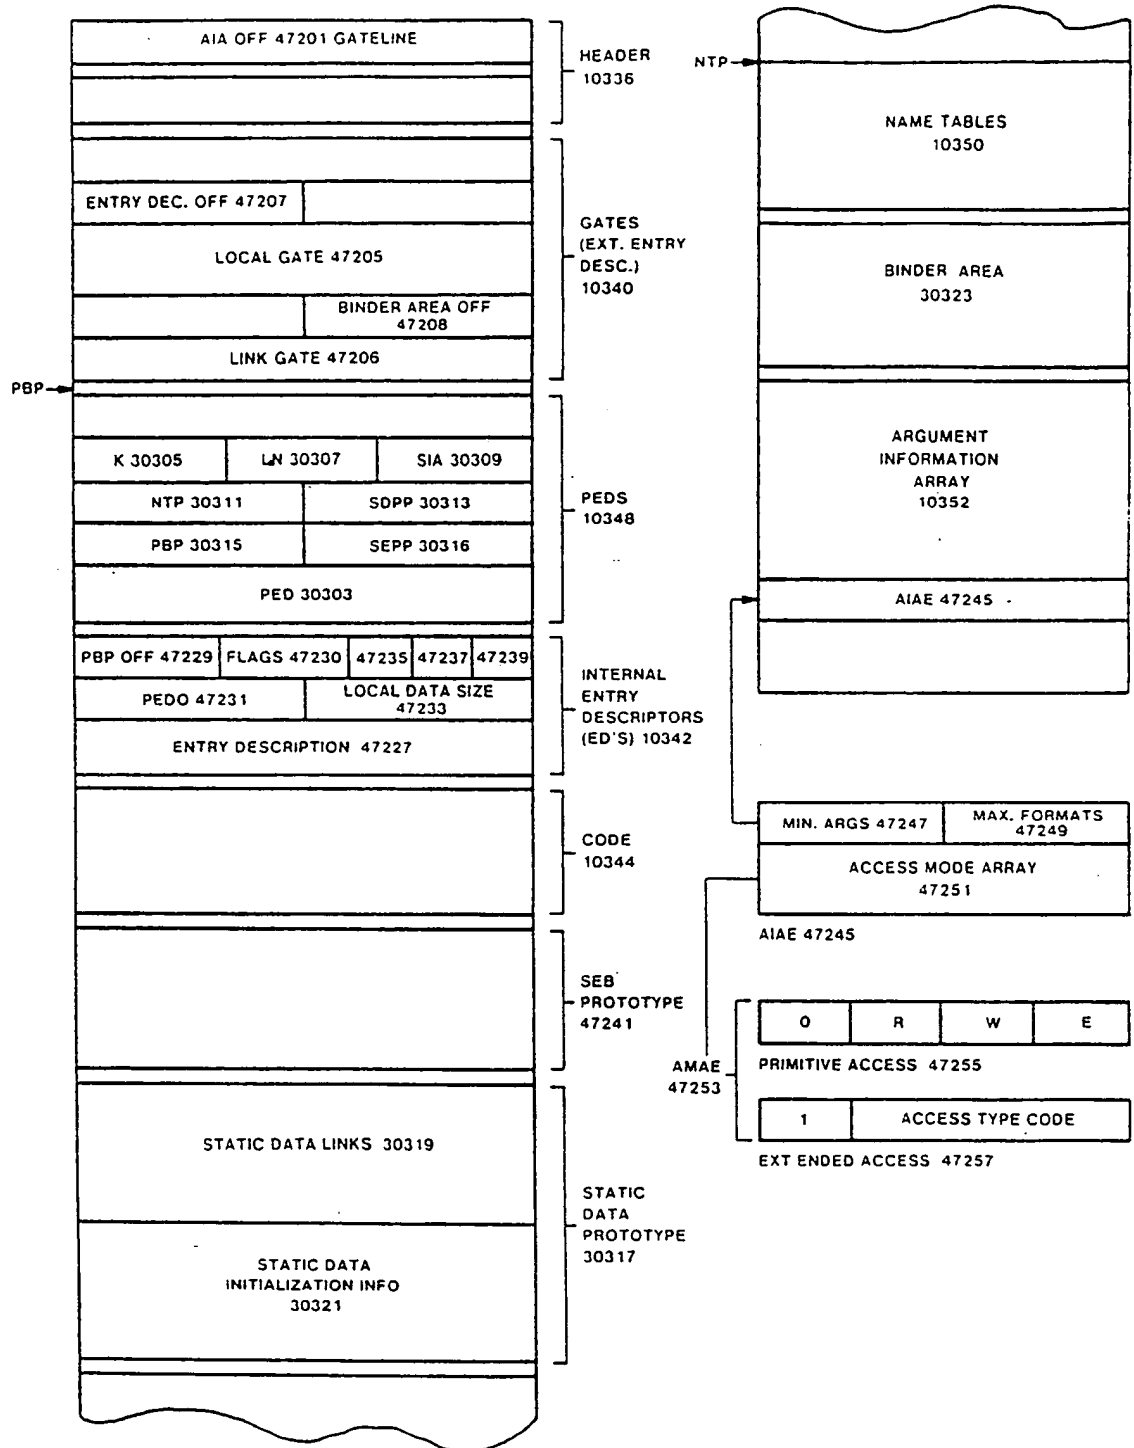 AIA OFF 47201 GATELINE
HEADER
10336
ENTRY DEC. OFF 47207
LOCAL GATE 47205
BINDER AREA OFF
47208
LINK GATE 47206
GATES
(EXT. ENTRY
DESC.)
10340
PBP
K 30305 LN 30307 SIA 30309
NTP 30311 SDPP 30313
PBP 30315 SEPP 30316
PED 30303
PEDS
10348
PBP OFF 47229 FLAGS 47230 47235 47237 47239
PEDO 47231 LOCAL DATA SIZE
47233
ENTRY DESCRIPTION 47227
INTERNAL
ENTRY
DESCRIPTORS
(ED'S) 10342
CODE
10344
SEB
PROTOTYPE
47241
STATIC DATA LINKS 30319
STATIC DATA
INITIALIZATION INFO
30321
STATIC
DATA
PROTOTYPE
30317
NTP
NAME TABLES
10350
BINDER AREA
30323
ARGUMENT
INFORMATION
ARRAY
10352
AIAE 47245
MIN. ARGS 47247 MAX. FORMATS
47249
ACCESS MODE ARRAY
47251
AIAE 47245
AMAE
47253
O R W E
PRIMITIVE ACCESS 47255
1 ACCESS TYPE CODE
EXT ENDED ACCESS 47257